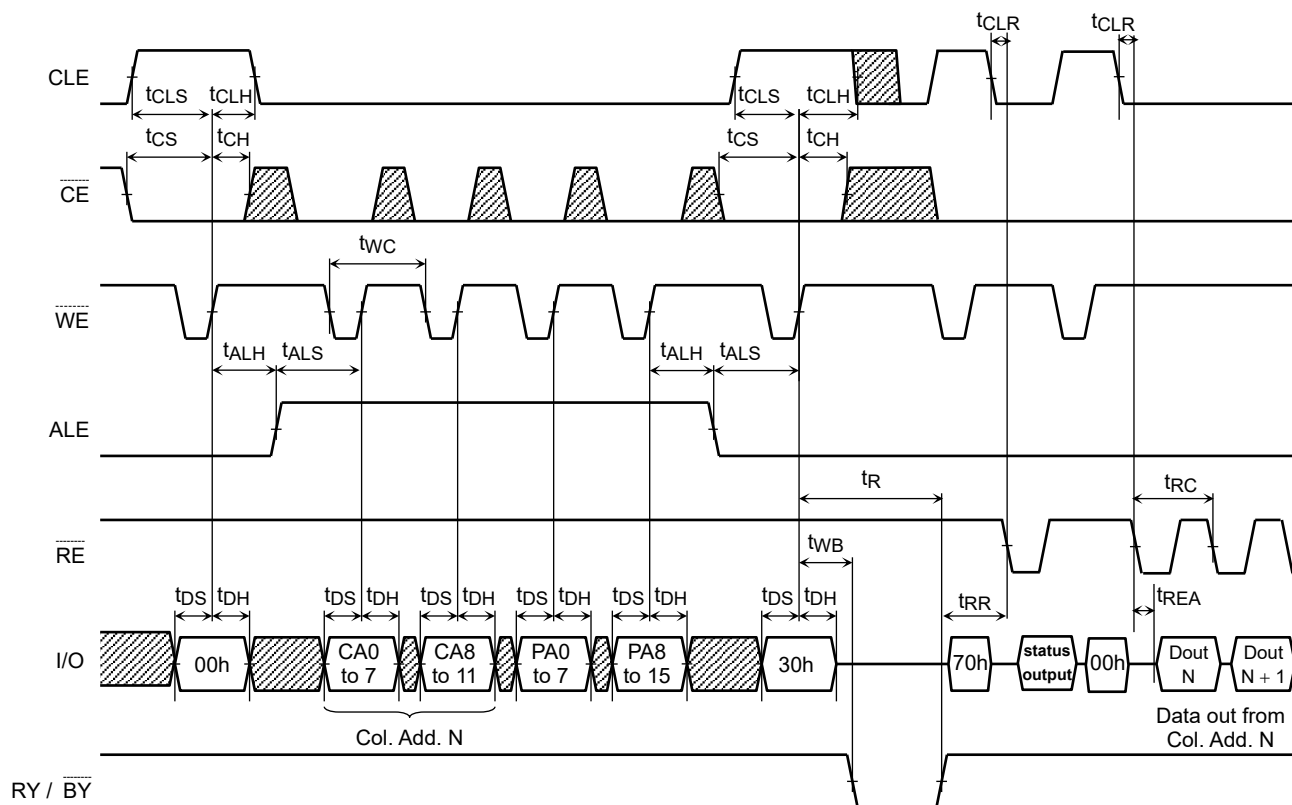 tCLR tCLR
CLE
tCLS tCLH tCLS tCLH
tCS tCH tCS tCH
CE
tWC
WE
tALH tALS tALH tALS
ALE
tR tRC
RE
tWB
tDS tDH tDS tDH tDS tDH tDS tDH tDS tDH tDS tDH tRR tREA
I/O
00h
CA0
to 7
CA8
to 11
PA0
to 7
PA8
to 15
30h
70h
status
output
00h
Dout
N
Dout
N + 1
Col. Add. N
Data out from
Col. Add. N
RY / BY